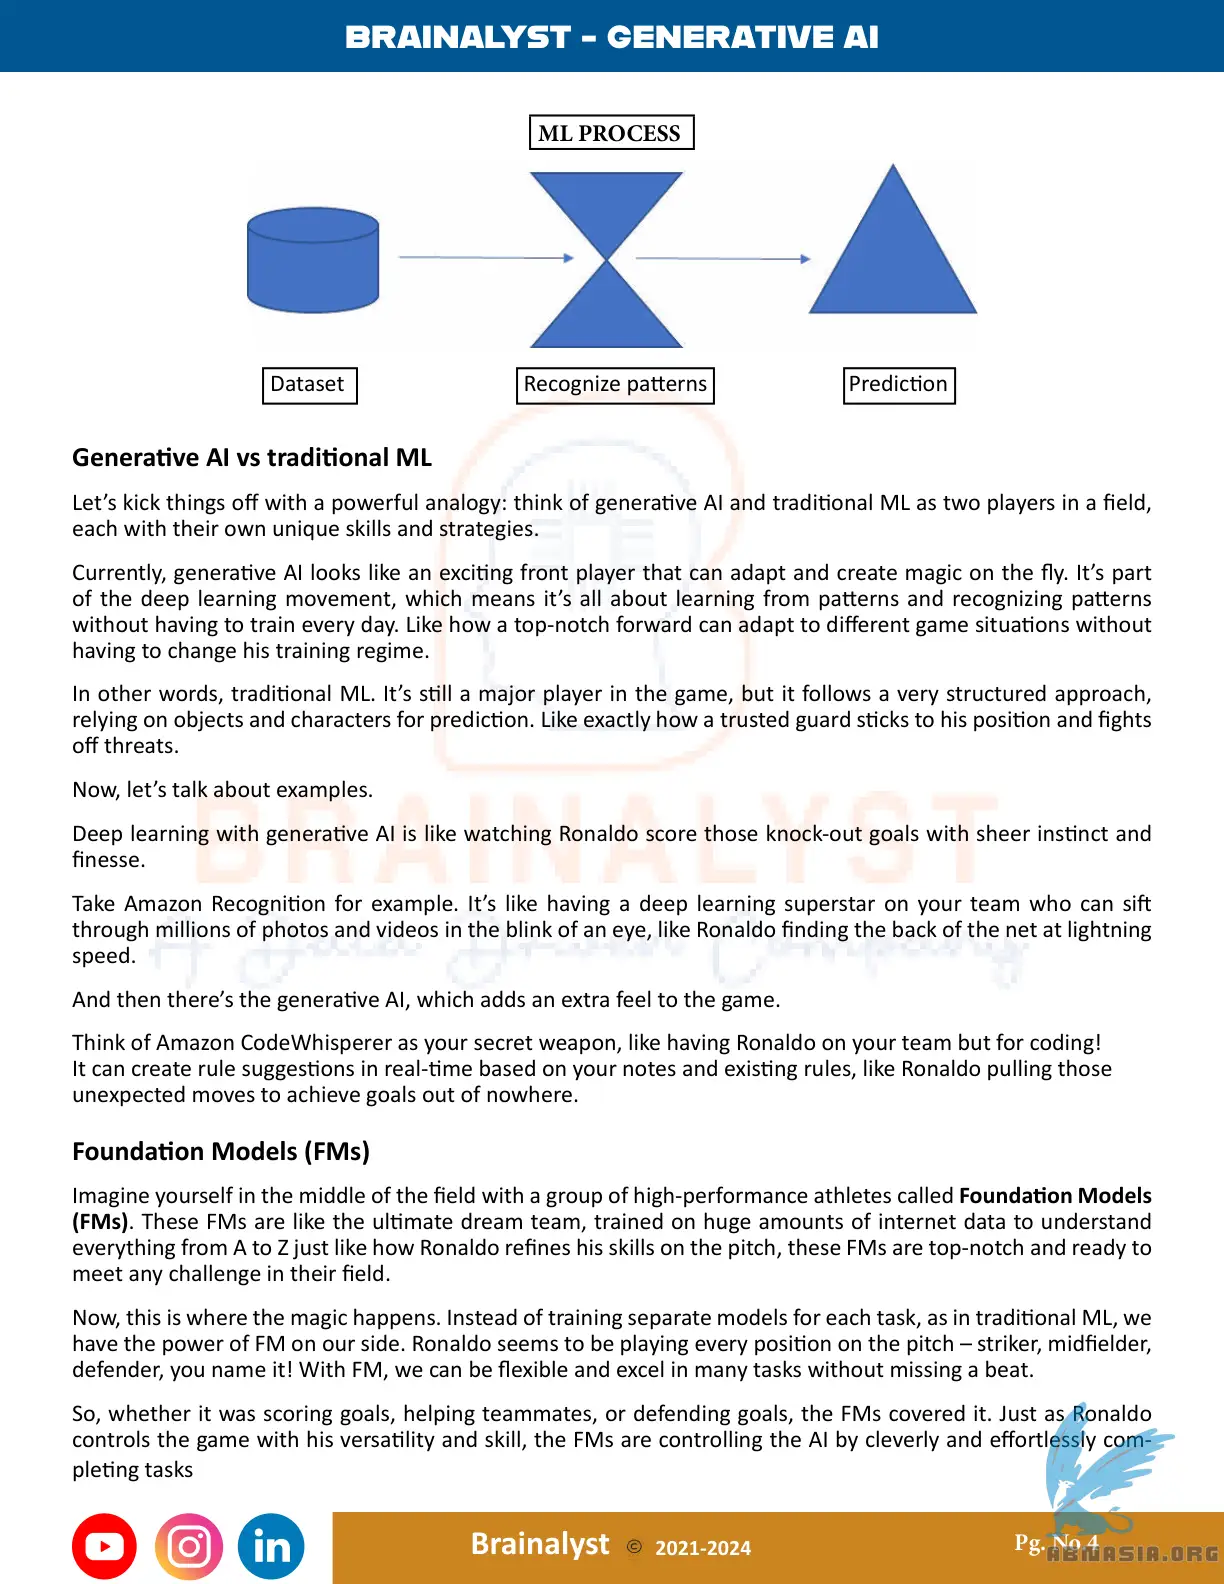 BRAINALYST - GENERATIVE AI
ML PROCESS
Dataset
Recognize patterns
Prediction
Generative AI vs traditional ML
Let’s kick things off with a powerful analogy: think of generative AI and traditional ML as two players in a field,
each with their own unique skills and strategies.
Currently, generative AI looks like an exciting front player that can adapt and create magic on the fly. It’s part
of the deep learning movement, which means it’s all about learning from patterns and recognizing patterns
without having to train every day. Like how a top-notch forward can adapt to different game situations without
having to change his training regime.
In other words, traditional ML. It’s still a major player in the game, but it follows a very structured approach,
relying on objects and characters for prediction. Like exactly how a trusted guard sticks to his position and fights
off threats.
Now, let’s talk about examples.
Deep learning with generative AI is like watching Ronaldo score those knock-out goals with sheer instinct and
finesse.
Take Amazon Recognition for example. It’s like having a deep learning superstar on your team who can sift
through millions of photos and videos in the blink of an eye, like Ronaldo finding the back of the net at lightning
speed.
And then there’s the generative AI, which adds an extra feel to the game.
Think of Amazon CodeWhisperer as your secret weapon, like having Ronaldo on your team but for coding!
It can create rule suggestions in real-time based on your notes and existing rules, like Ronaldo pulling those
unexpected moves to achieve goals out of nowhere.
Foundation Models (FMs)
Imagine yourself in the middle of the field with a group of high-performance athletes called Foundation Models
(FMs). These FMs are like the ultimate dream team, trained on huge amounts of internet data to understand
everything from A to Z just like how Ronaldo refines his skills on the pitch, these FMs are top-notch and ready to
meet any challenge in their field.
Now, this is where the magic happens. Instead of training separate models for each task, as in traditional ML, we
have the power of FM on our side. Ronaldo seems to be playing every position on the pitch – striker, midfielder,
defender, you name it! With FM, we can be flexible and excel in many tasks without missing a beat.
So, whether it was scoring goals, helping teammates, or defending goals, the FMs covered it. Just as Ronaldo
controls the game with his versatility and skill, the FMs are controlling the AI by cleverly and effortlessly com-
pleting tasks
BRAINALYST
A Data Driven Company
in
Brainalyst © 2021-2024
Pg. No 4
ABNASIA.ORG